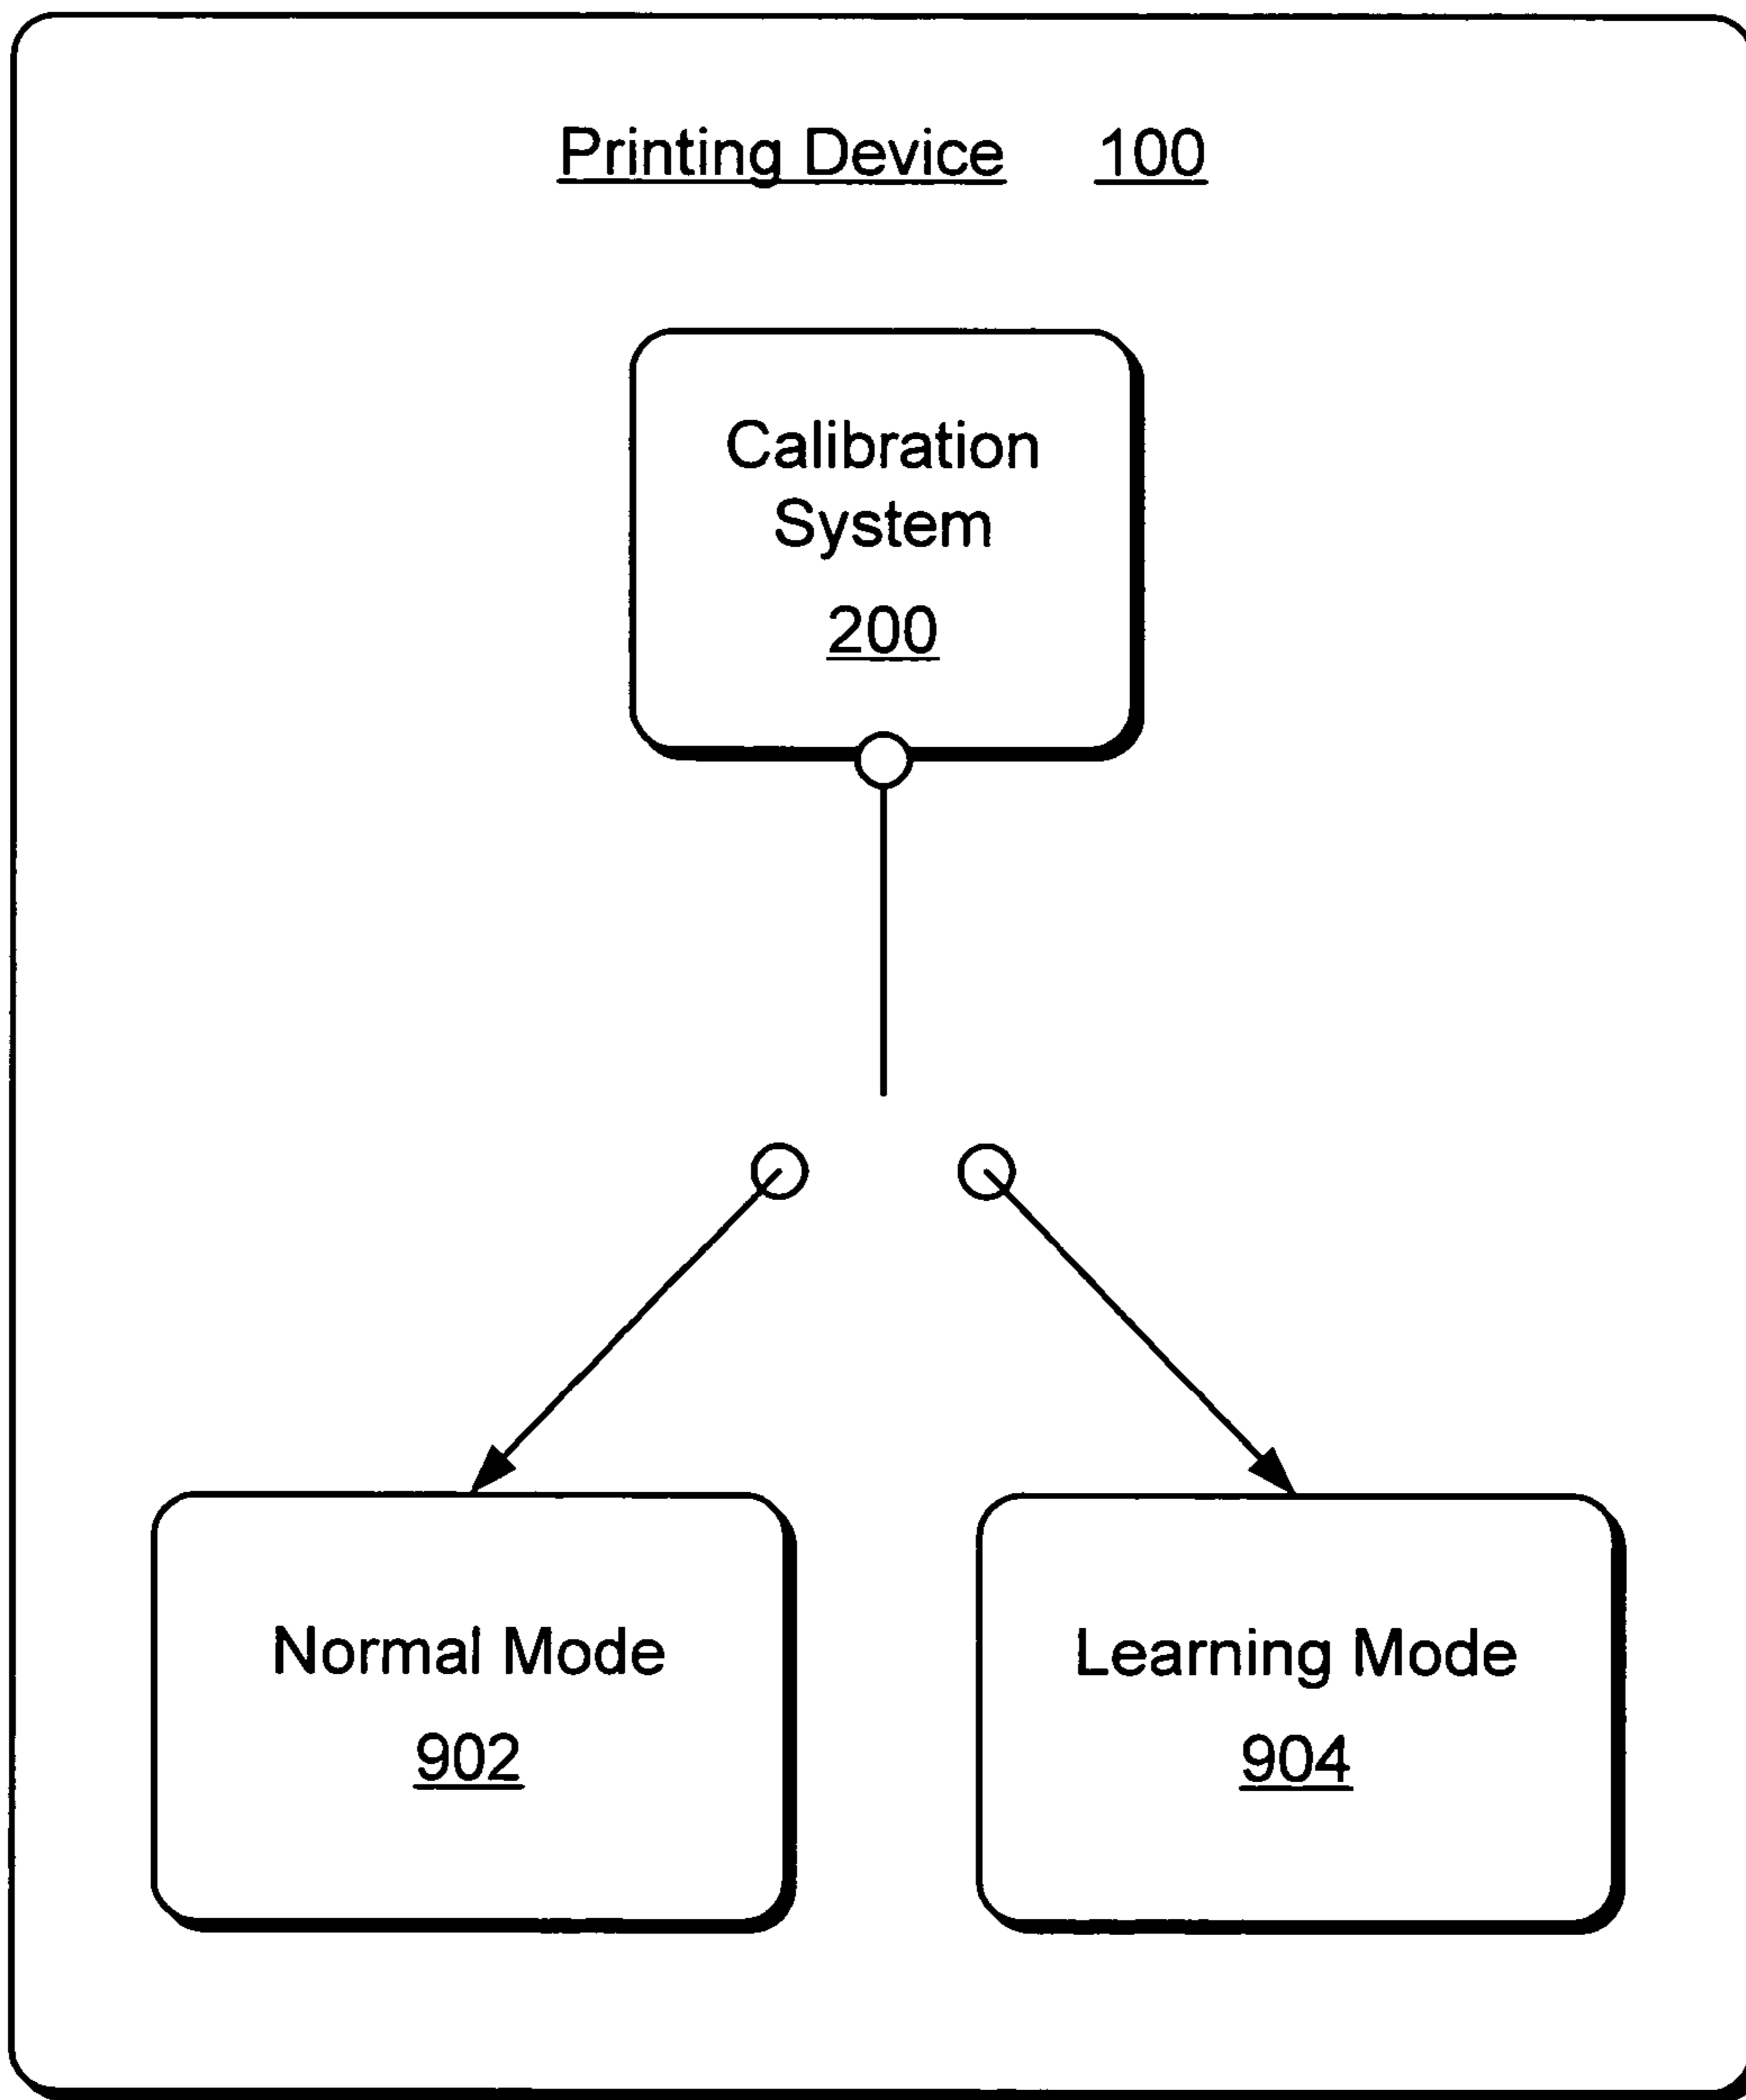 Printing Device 100
Calibration
System
200
Normal Mode
902
Learning Mode
904